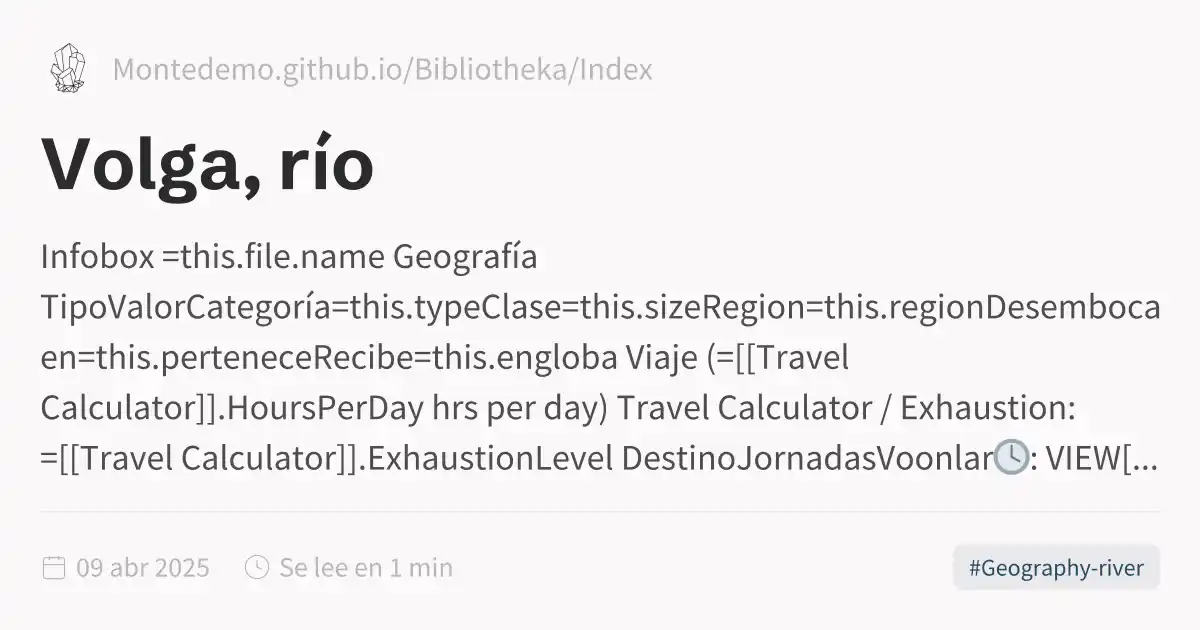 Montedemo.github.io/Bibliotheka/Index
Volga, río
Infobox =this.file.name Geografía
TipoValorCategoría=this.typeClase=this.sizeRegion=this.regionDesemboca
en=this.perteneceRecibe=this.engloba Viaje (=[[Travel
Calculator]].HoursPerDay hrs per day) Travel Calculator / Exhaustion:
=[[Travel Calculator]].ExhaustionLevel DestinoJornadasVoonlar🕓: VIEW[...
09 abr 2025 Se lee en 1 min
#Geography-river